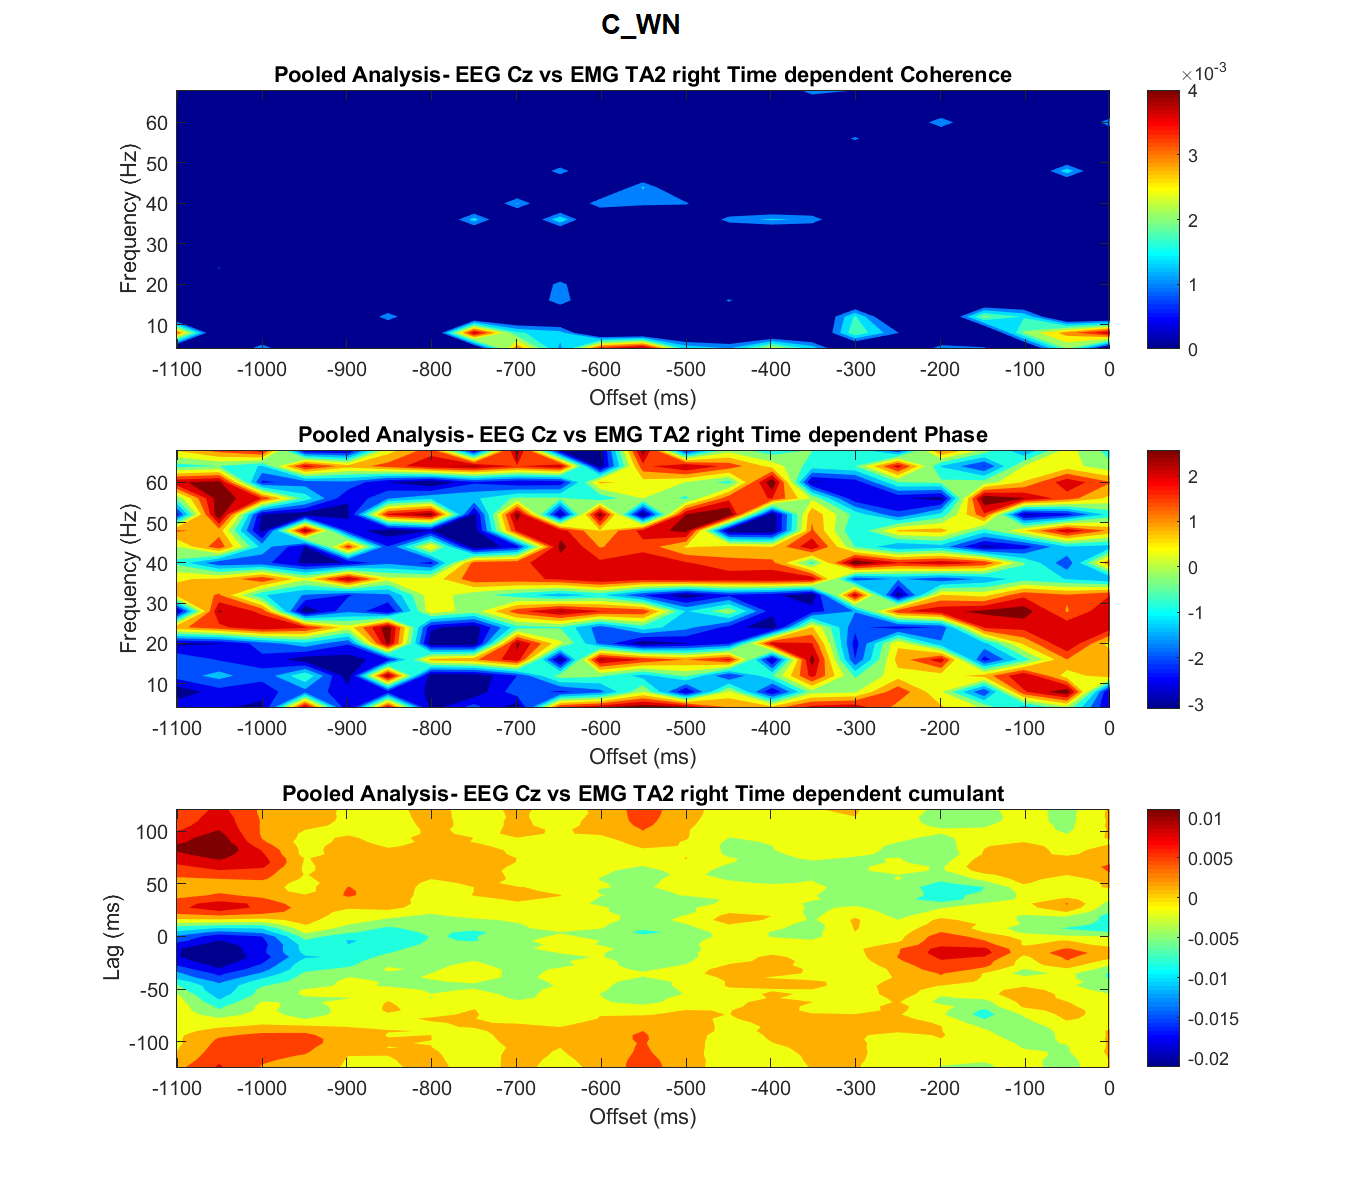 C_WN
Pooled Analysis- EEG Cz vs EMG TA2 right Time dependent Coherence
×10-3
Frequency (Hz)
60
50
40
30
20
10
-1100 -1000 -900 -800 -700 -600 -500 -400 -300 -200 -100 0
Offset (ms)
4
3
2
1
0
Pooled Analysis- EEG Cz vs EMG TA2 right Time dependent Phase
Frequency (Hz)
60
50
40
30
20
10
-1100 -1000 -900 -800 -700 -600 -500 -400 -300 -200 -100 0
Offset (ms)
2
1
0
-1
-2
-3
Pooled Analysis- EEG Cz vs EMG TA2 right Time dependent cumulant
Lag (ms)
100
50
0
-50
-100
-1100 -1000 -900 -800 -700 -600 -500 -400 -300 -200 -100 0
Offset (ms)
0.01
0.005
0
-0.005
-0.01
-0.015
-0.02